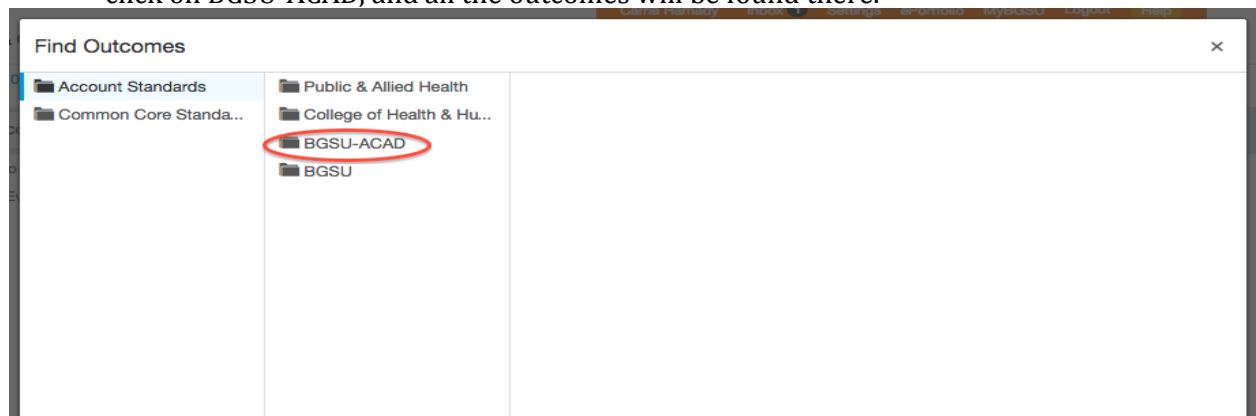 click on BGSU-ACAD, and all the outcomes will be found there.
Inbox Settings ePortfolio MyBGSU Logout Help
Find Outcomes ×
Account Standards
Common Core Standa...
Public & Allied Health
College of Health & Hu...
BGSU-ACAD
BGSU